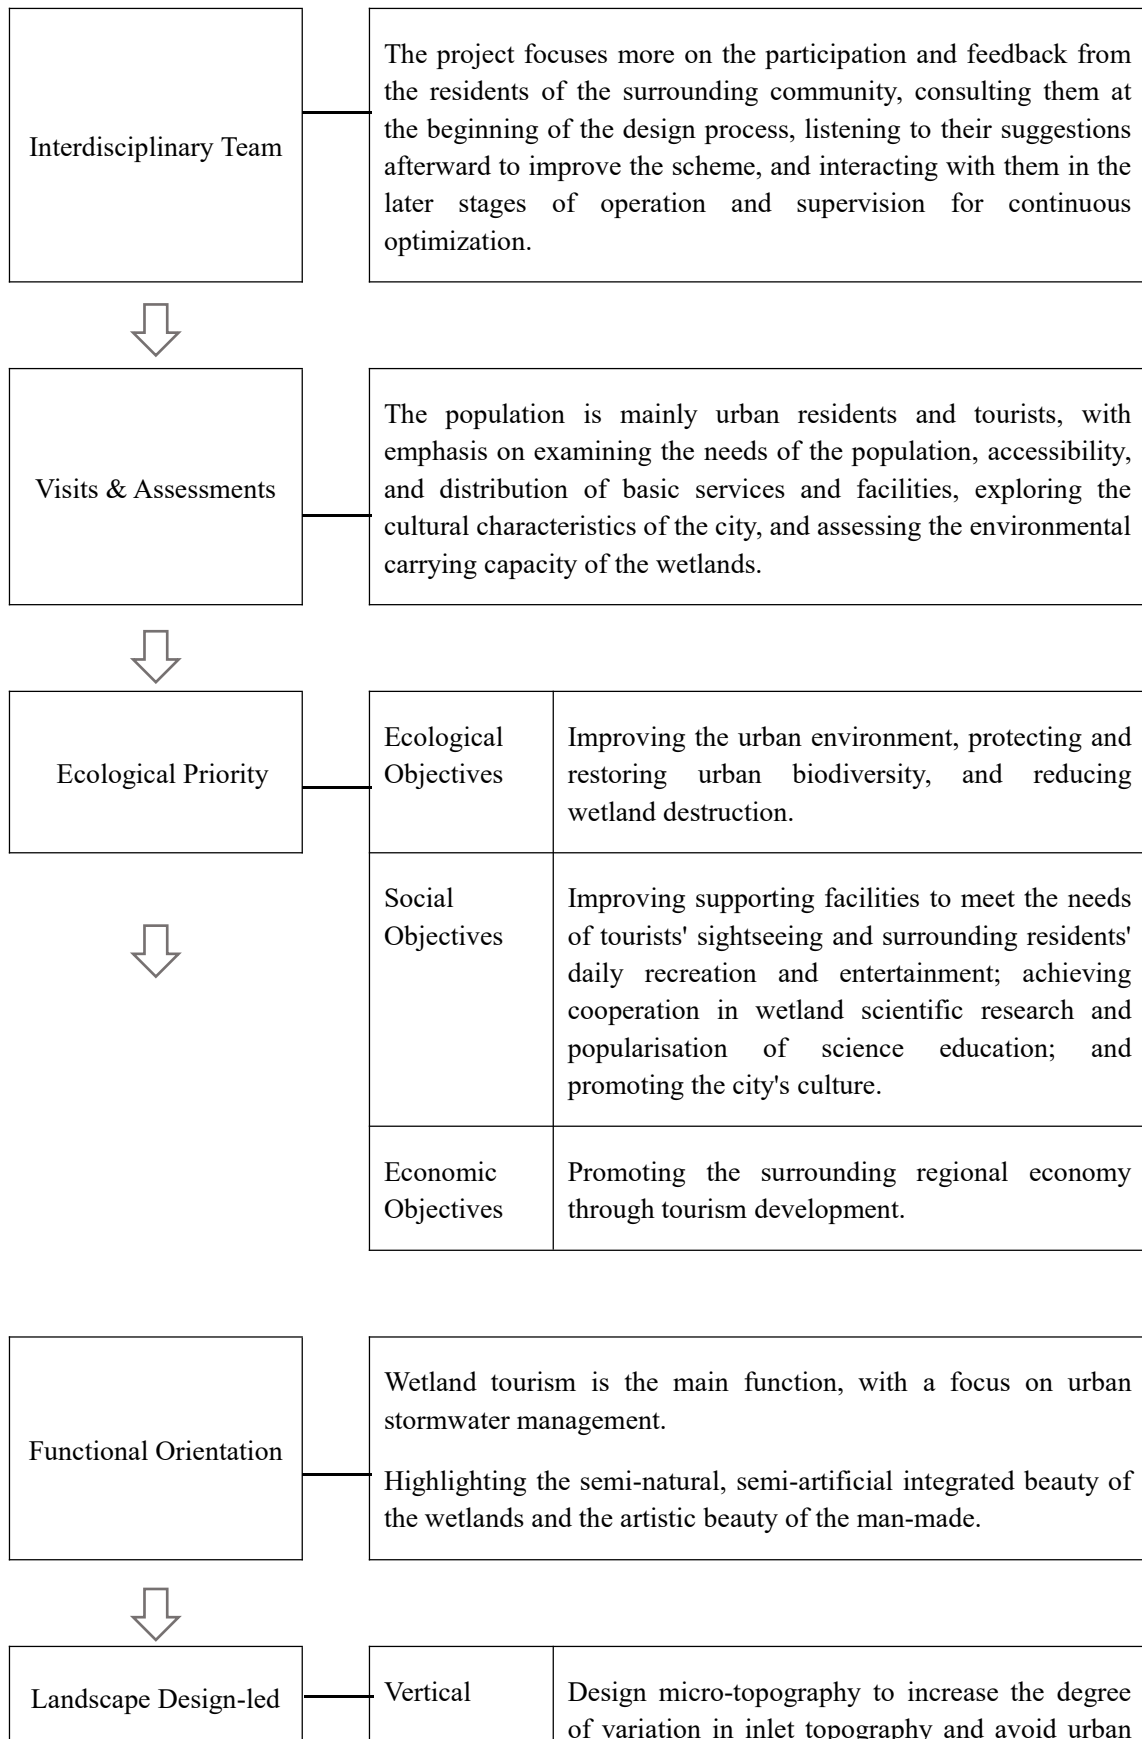 Interdisciplinary Team
The project focuses more on the participation and feedback from
the residents of the surrounding community, consulting them at
the beginning of the design process, listening to their suggestions
afterward to improve the scheme, and interacting with them in the
later stages of operation and supervision for continuous
optimization.
Visits & Assessments
The population is mainly urban residents and tourists, with
emphasis on examining the needs of the population, accessibility,
and distribution of basic services and facilities, exploring the
cultural characteristics of the city, and assessing the environmental
carrying capacity of the wetlands.
Ecological Priority
Ecological
Objectives
Improving the urban environment, protecting and
restoring urban biodiversity, and reducing
wetland destruction.
Social
Objectives
Improving supporting facilities to meet the needs
of tourists' sightseeing and surrounding residents'
daily recreation and entertainment; achieving
cooperation in wetland scientific research and
popularisation of science education; and
promoting the city's culture.
Economic
Objectives
Promoting the surrounding regional economy
through tourism development.
Functional Orientation
Wetland tourism is the main function, with a focus on urban
stormwater management.
Highlighting the semi-natural, semi-artificial integrated beauty of
the wetlands and the artistic beauty of the man-made.
Landscape Design-led
Vertical
Design micro-topography to increase the degree
of variation in inlet topography and avoid urban